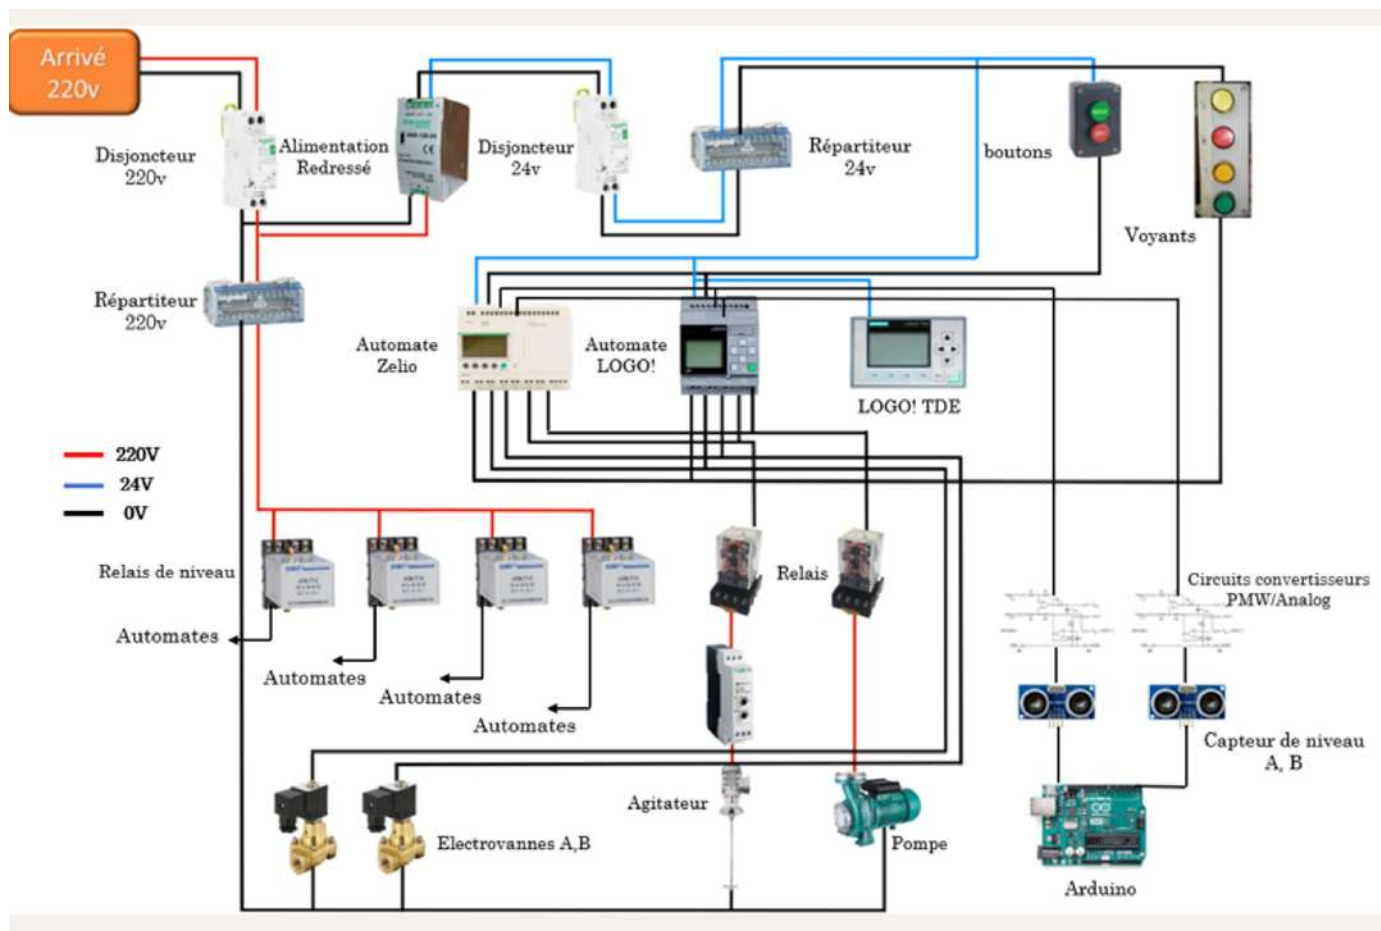 Arrivé
220v
Disjoncteur
220v
Alimentation
Redressé
Disjoncteur
24v
Répartiteur
24v
boutons
Voyants
Répartiteur
220v
Automate
Zelio
Automate
LOGO!
LOGO! TDE
220V
24V
0V
Relais de niveau
Relais
Circuits convertisseurs
PMW/Analog
Automates
Automates
Automates
Automates
Capteur de niveau
A, B
Agitateur
Electrovannes A,B
Pompe
Arduino